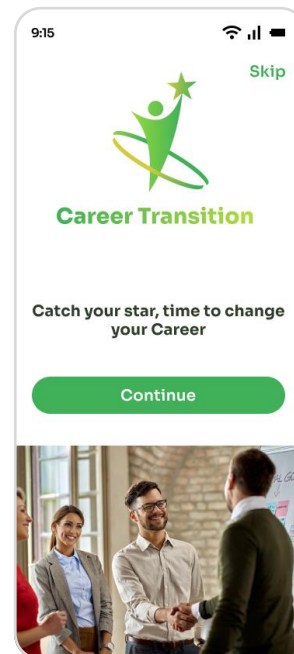 9:15
Skip
Career Transition
Catch your star, time to change
your Career
Continue